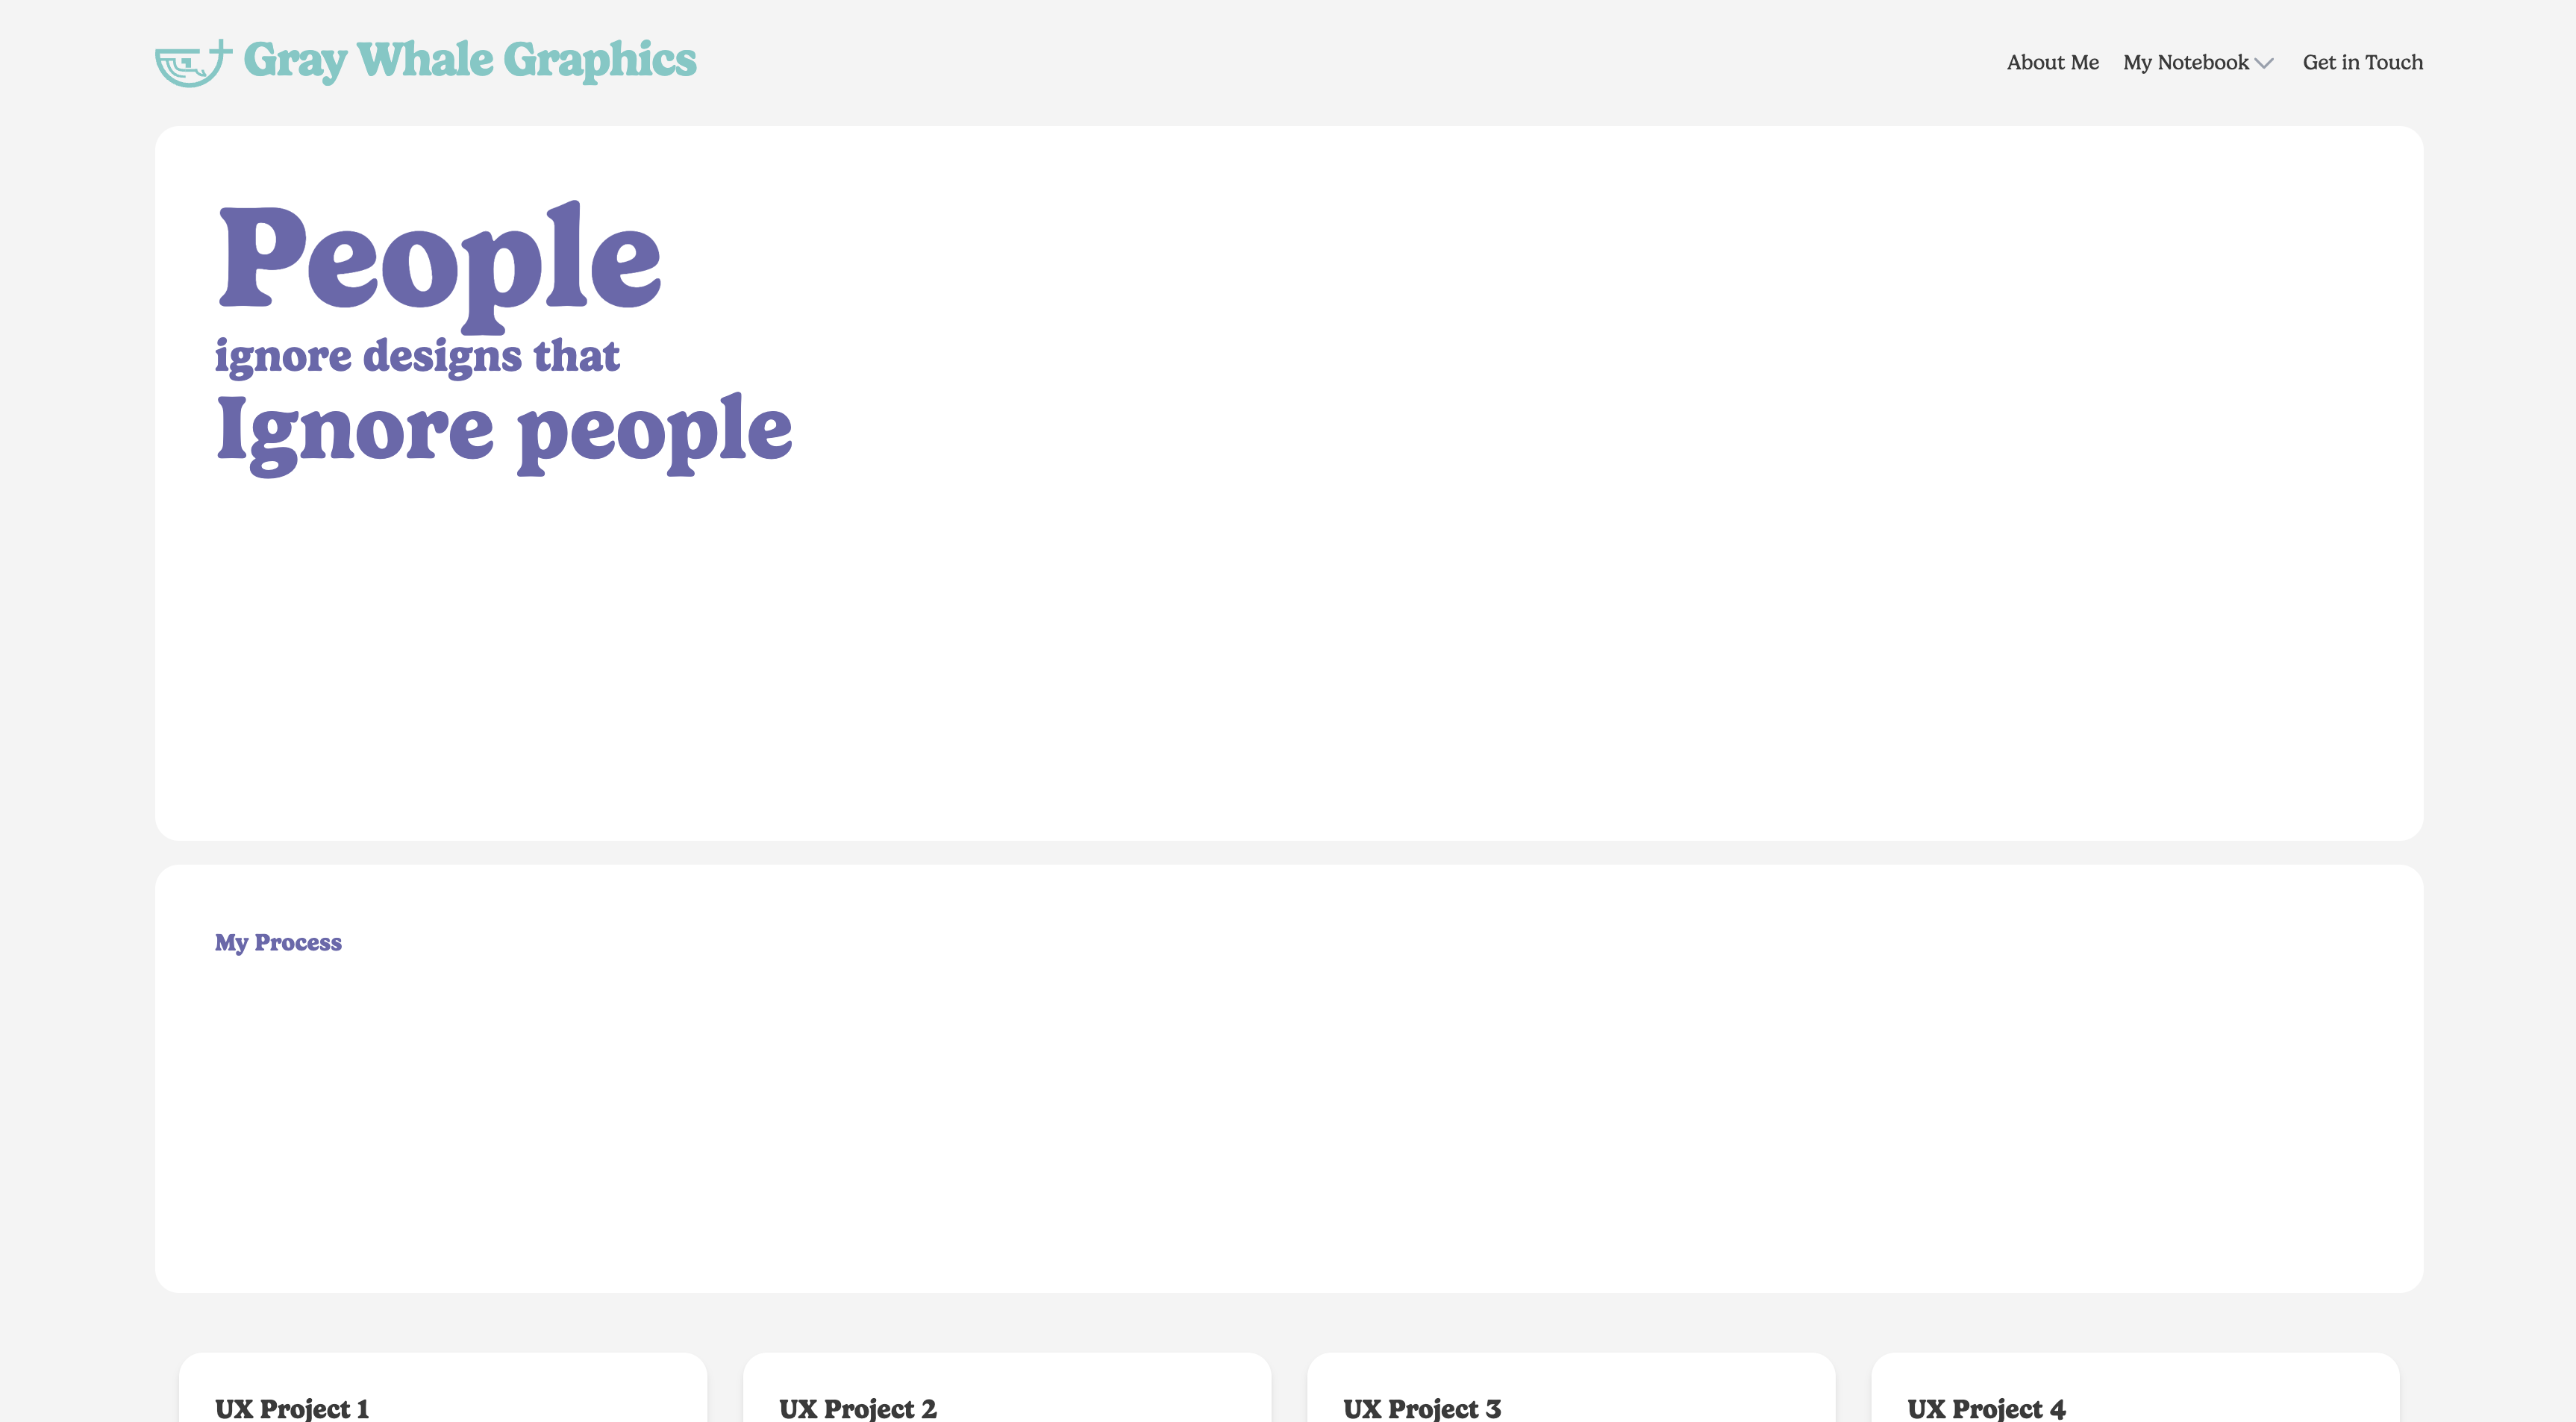 Gray Whale Graphics
About Me My Notebook Get in Touch
People
ignore designs that
Ignore people
My Process
UX Project 1
UX Project 2
UX Project 3
UX Project 4